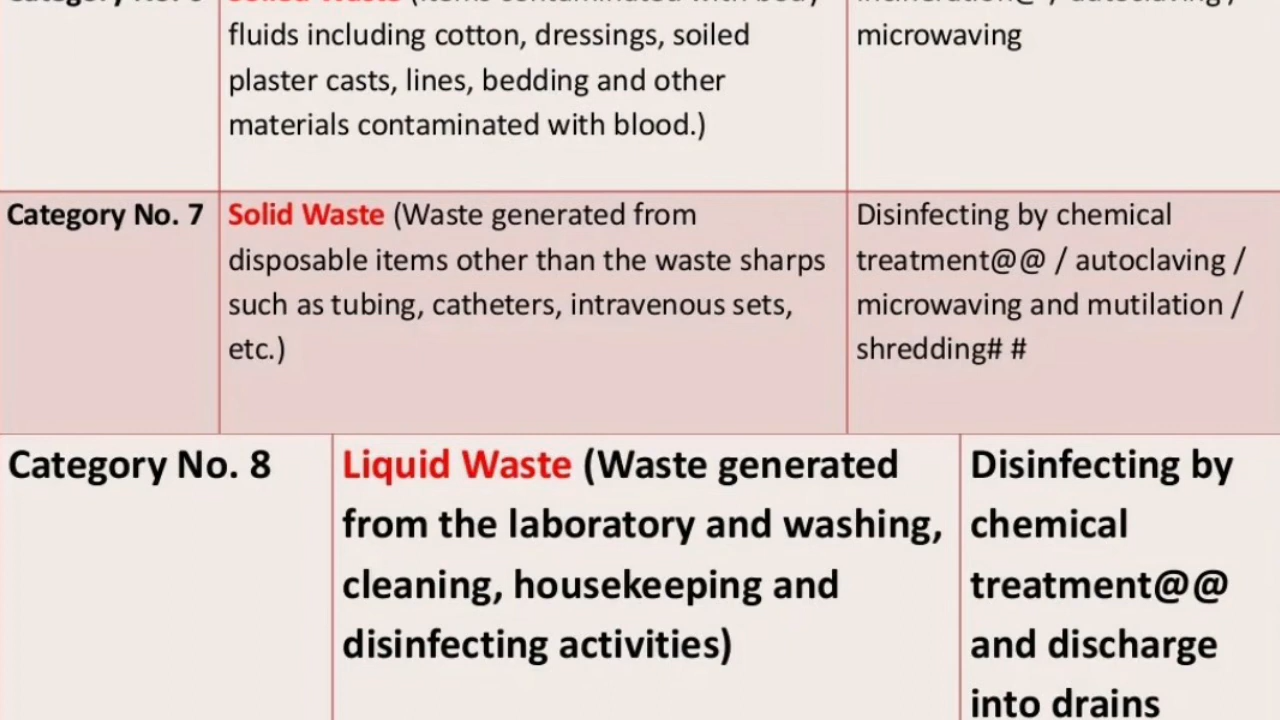 fluids including cotton, dressings, soiled
plaster casts, lines, bedding and other
materials contaminated with blood.)
microwaving
Category No. 7
Solid Waste (Waste generated from
disposable items other than the waste sharps
such as tubing, catheters, intravenous sets,
etc.)
Disinfecting by chemical
treatment@@ / autoclaving /
microwaving and mutilation /
shredding# #
Category No. 8
Liquid Waste (Waste generated
from the laboratory and washing,
cleaning, housekeeping and
disinfecting activities)
Disinfecting by
chemical
treatment@@
and discharge
into drains